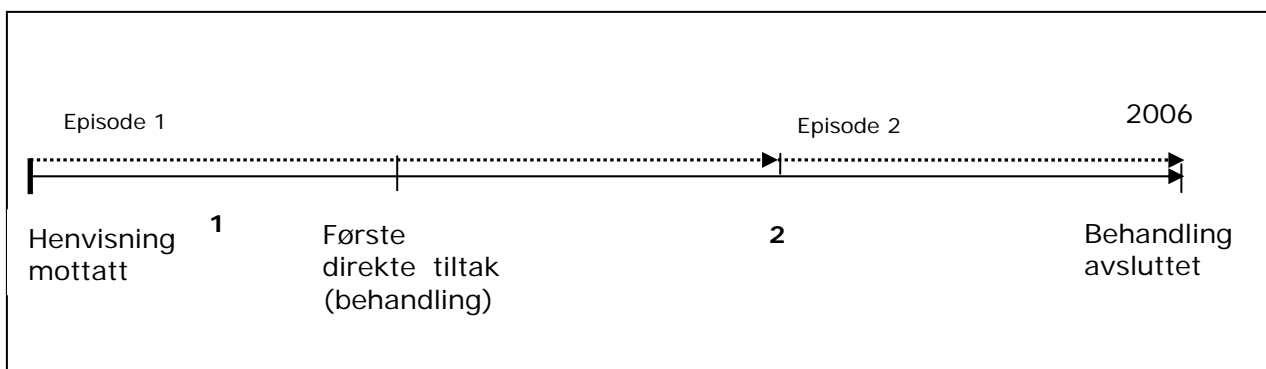 Episode 1
Episode 2
2006
Henvisning
mottatt
1
Første
direkte tiltak
(behandling)
2
Behandling
avsluttet